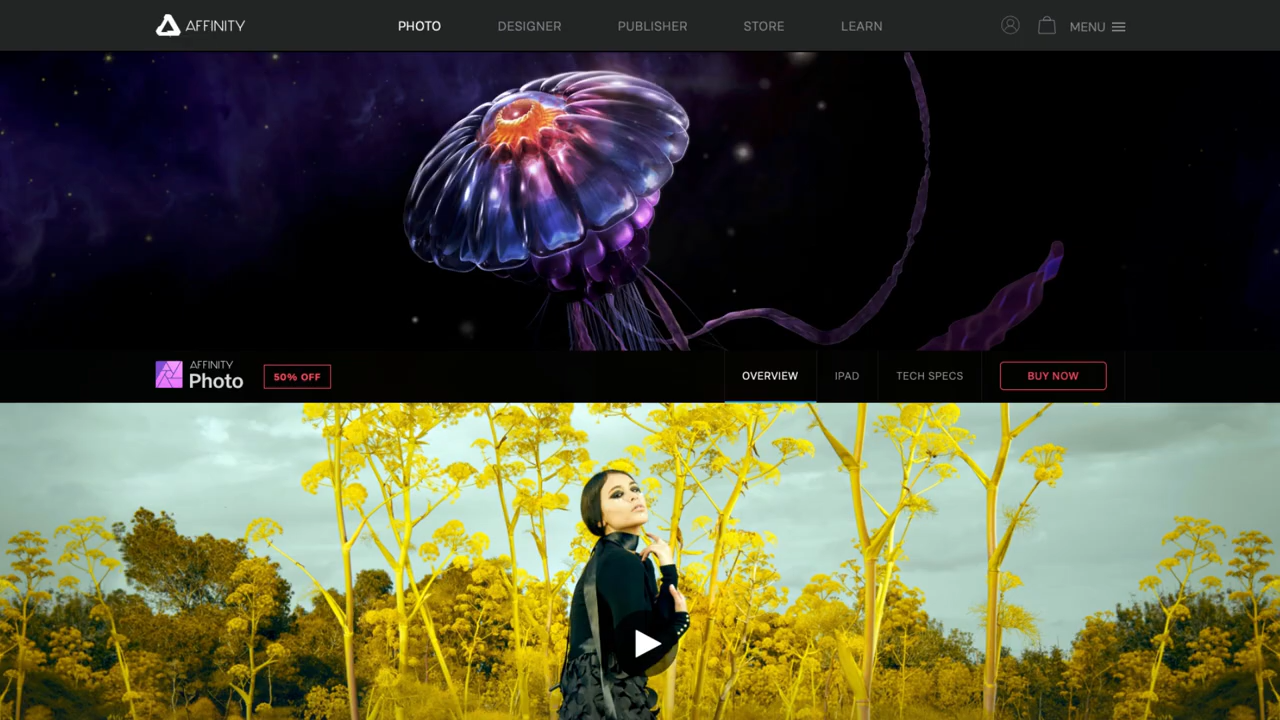 AFFINITY PHOTO DESIGNER PUBLISHER STORE LEARN MENU
AFFINITY
Photo
50% OFF OVERVIEW IPAD TECH SPECS BUY NOW